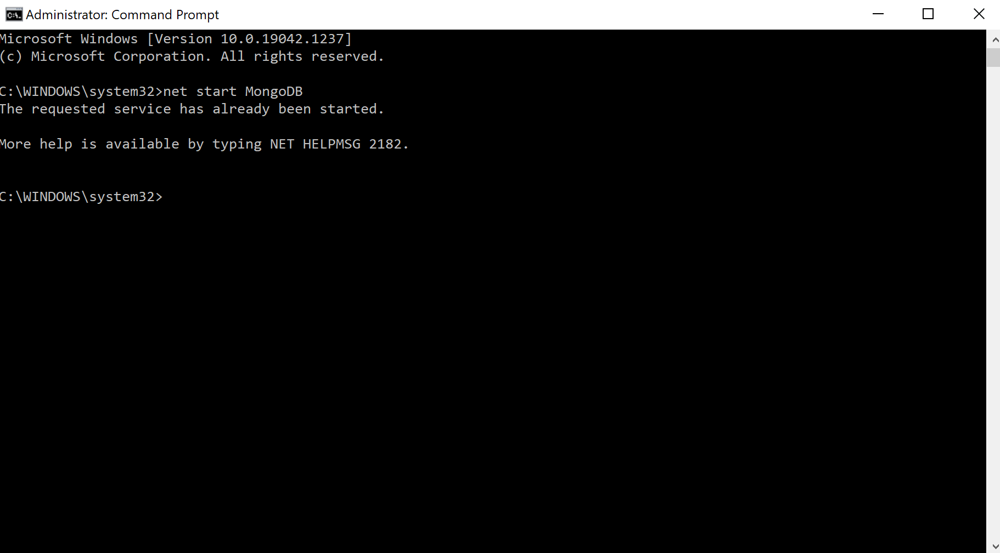 Administrator: Command Prompt
Microsoft Windows [Version 10.0.19042.1237]
(c) Microsoft Corporation. All rights reserved.
C:\WINDOWS\system32>net start MongoDB
The requested service has already been started.
More help is available by typing NET HELPMSG 2182.
C:\WINDOWS\system32>